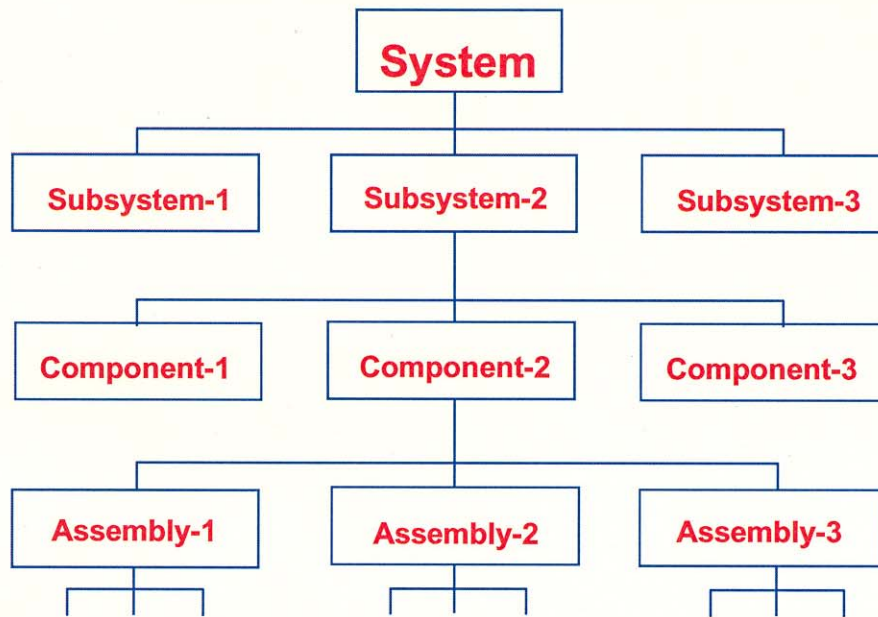 System
Subsystem-1
Subsystem-2
Subsystem-3
Component-1
Component-2
Component-3
Assembly-1
Assembly-2
Assembly-3